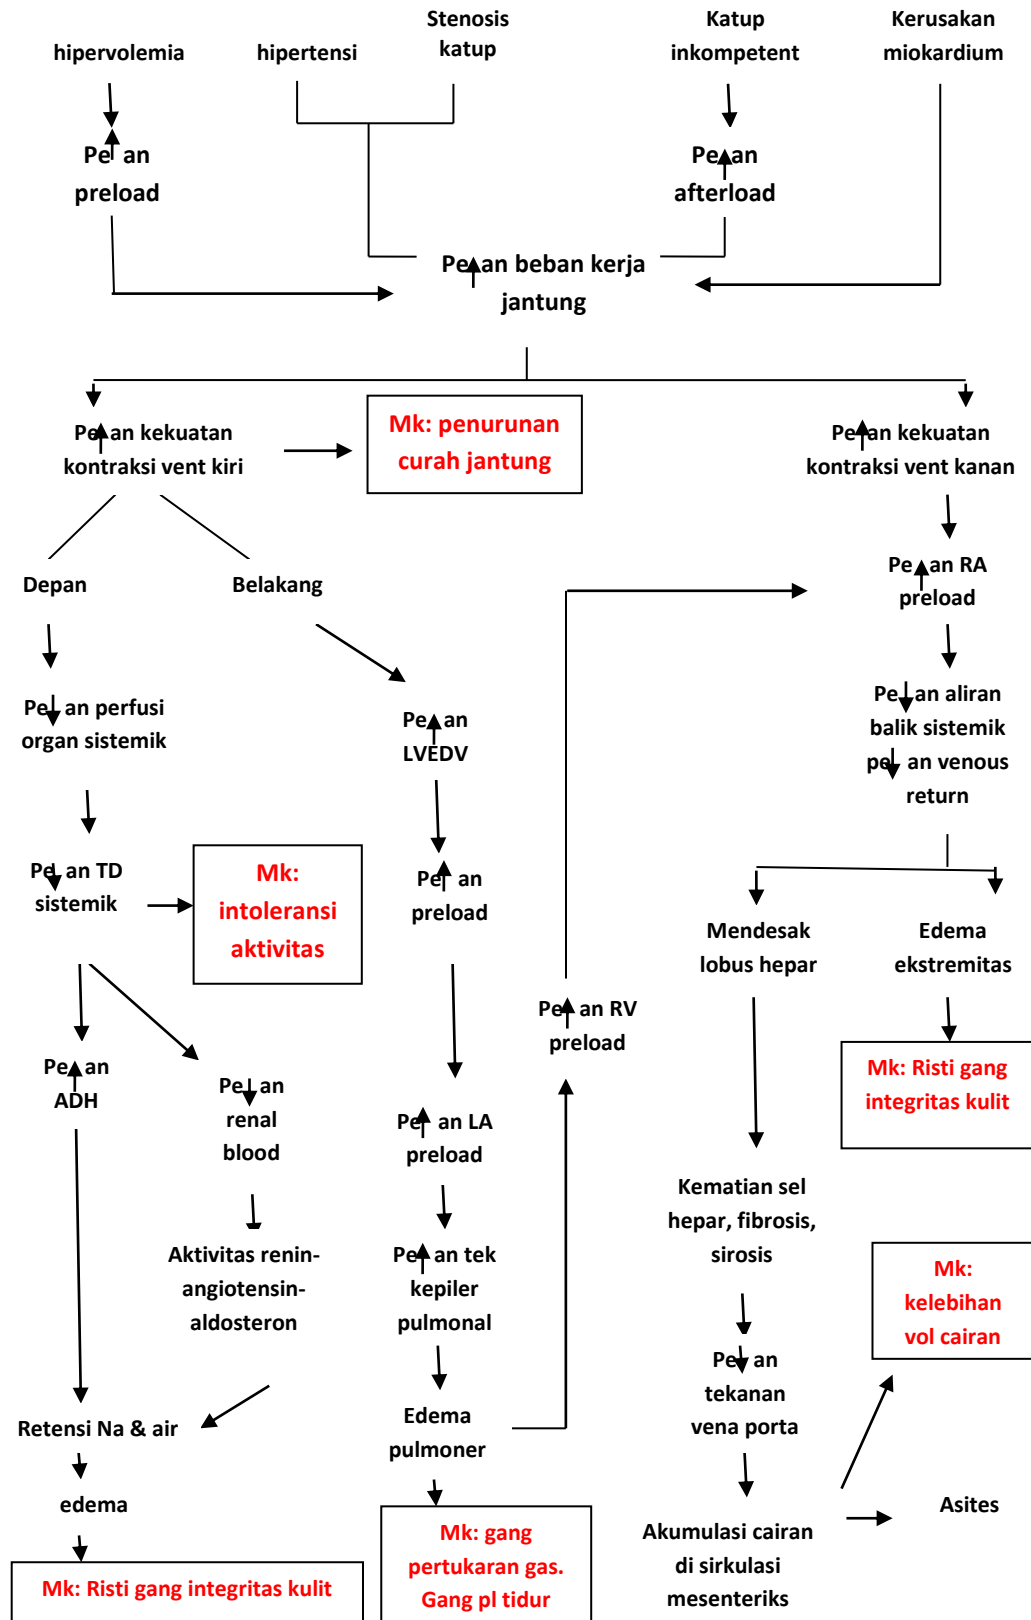 hipervolemia
hipertensi
Stenosis
katup
Katup
inkompetent
Kerusakan
miokardium
Pe↑an
preload
Pe↑an
afterload
Pe↑an beban kerja
jantung
Pe↑an kekuatan
kontraksi vent kiri
Mk: penurunan
curah jantung
Pe↑an kekuatan
kontraksi vent kanan
Depan
Belakang
Pe↑an RA
preload
Pe↓an perfusi
organ sistemik
Pe↑an
LVEDV
Pe↓an aliran
balik sistemik
pe↓an venous
return
Pe↓an TD
sistemik
Mk:
intoleransi
aktivitas
Pe↑an
preload
Mendesak
lobus hepar
Edema
ekstremitas
Pe↑an
ADH
Pe↓an
renal
blood
Pe↑an RV
preload
Mk: Risti gang
integritas kulit
Pe↑an LA
preload
Kematian sel
hepar, fibrosis,
sirosis
Aktivitas renin-
angiotensin-
aldosteron
Pe↑an tek
kepiler
pulmonal
Mk:
kelebihan
vol cairan
Pe↓an
tekanan
vena porta
Retensi Na & air
Edema
pulmoner
edema
Akumulasi cairan
di sirkulasi
mesenteriks
Asites
Mk: Risti gang integritas kulit
Mk: gang
pertukaran gas.
Gang pl tidur